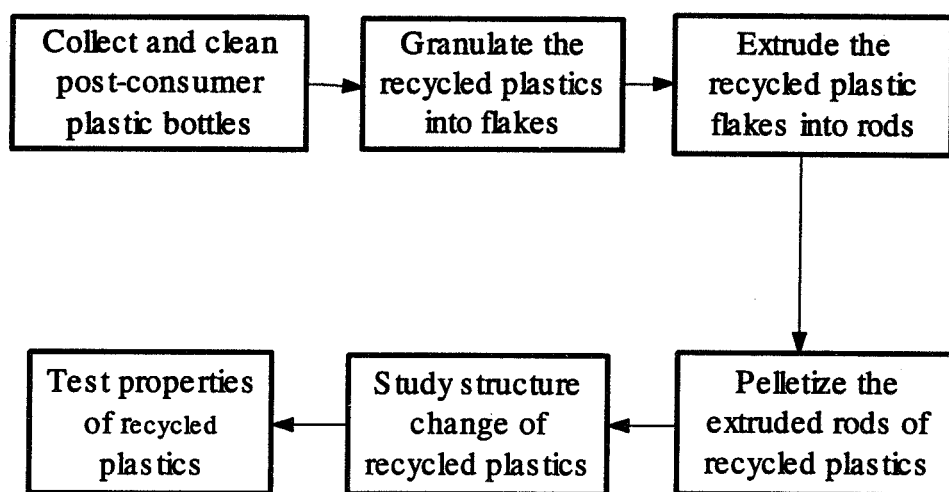 Collect and clean
post-consumer
plastic bottles
Granulate the
recycled plastics
into flakes
Extrude the
recycled plastic
flakes into rods
Pelletize the
extruded rods of
recycled plastics
Study structure
change of
recycled plastics
Test properties
of recycled
plastics